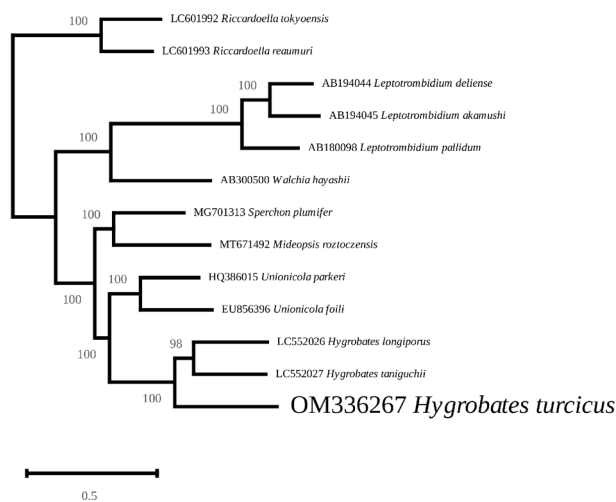 100
LC601992 Riccardoella tokyoensis
LC601993 Riccardoella reaumuri
100
AB194044 Leptotrombidium deliense
100
AB194045 Leptotrombidium akamushi
100
AB180098 Leptotrombidium pallidum
AB300500 Walchia hayashii
100
MG701313 Sperchon plumifer
MT671492 Mideopsis roztoczensis
100
HQ386015 Unionicola parkeri
100
EU856396 Unionicola foili
98
LC552026 Hygrobates longiporus
100
LC552027 Hygrobates taniguchii
100
OM336267 Hygrobates turcicus
0.5